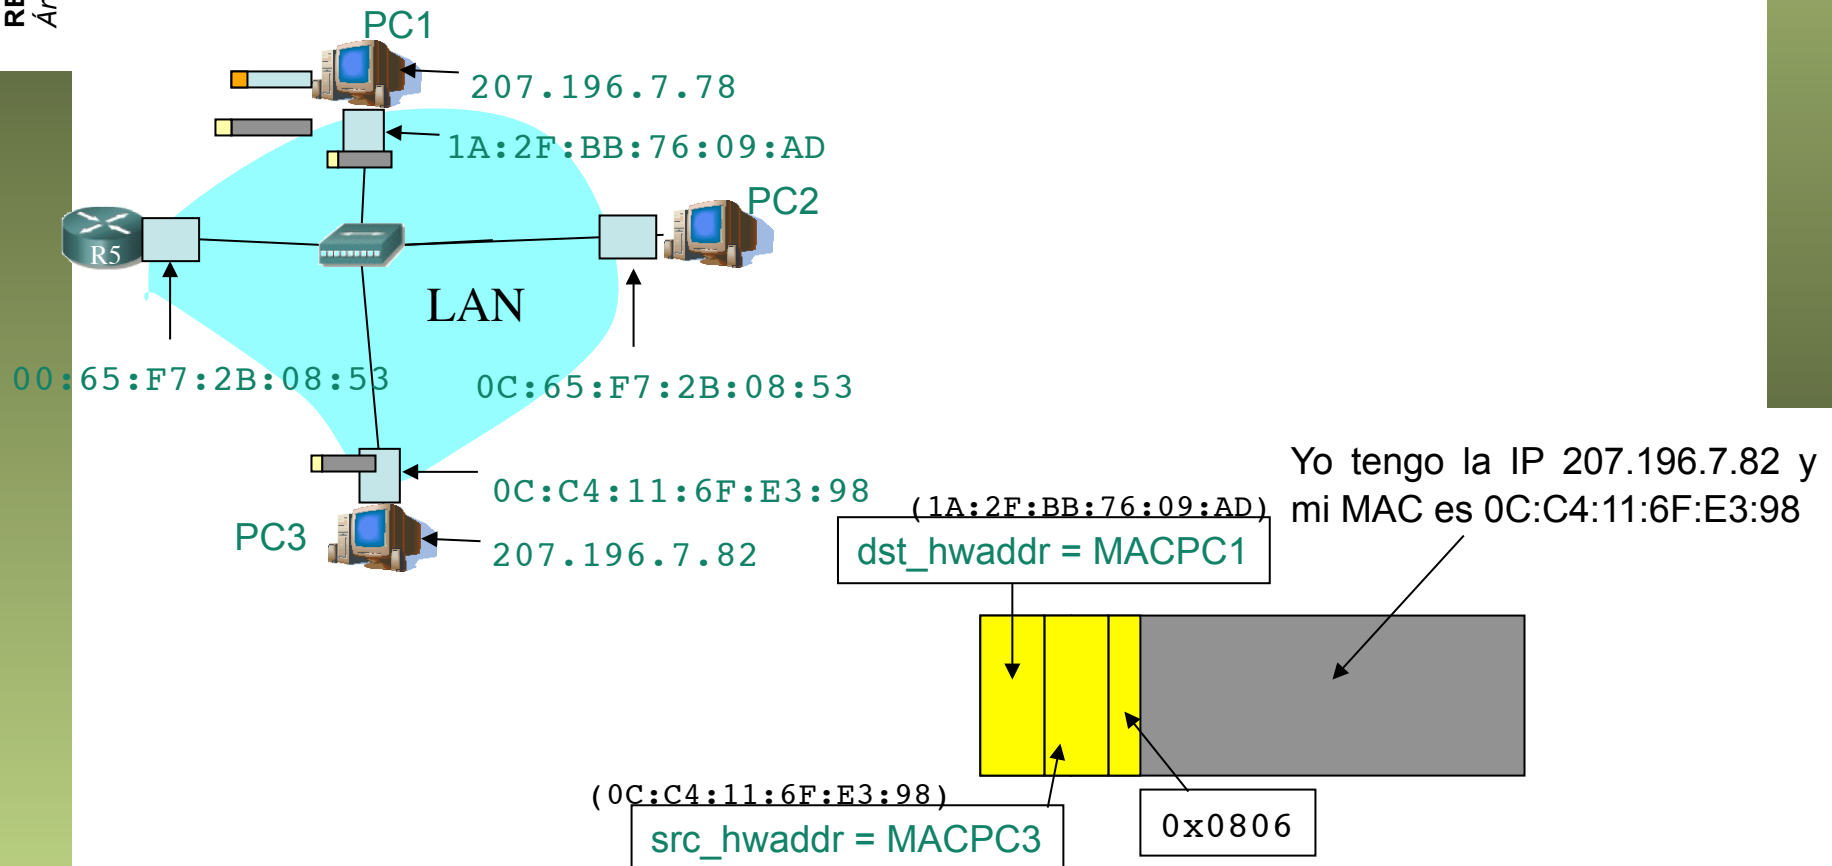 PC1
207.196.7.78
1A:2F:BB:76:09:AD
PC2
R5
LAN
00:65:F7:2B:08:53
0C:65:F7:2B:08:53
0C:C4:11:6F:E3:98
PC3
207.196.7.82
Yo tengo la IP 207.196.7.82 y
mi MAC es 0C:C4:11:6F:E3:98
(1A:2F:BB:76:09:AD)
dst_hwaddr = MACPC1
(0C:C4:11:6F:E3:98)
src_hwaddr = MACPC3
0x0806